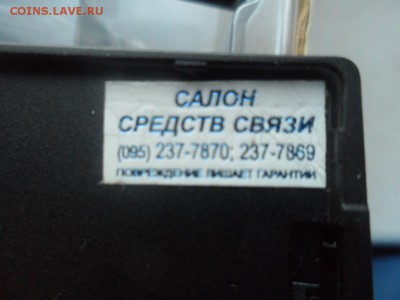 COINS.LAVE.RU
САЛОН
СРЕДСТВ СВЯЗИ
(095) 237-7870; 237-7869
ПОВРЕЖДЕНИЕ ЛИШАЕТ ГАРАНТИИ